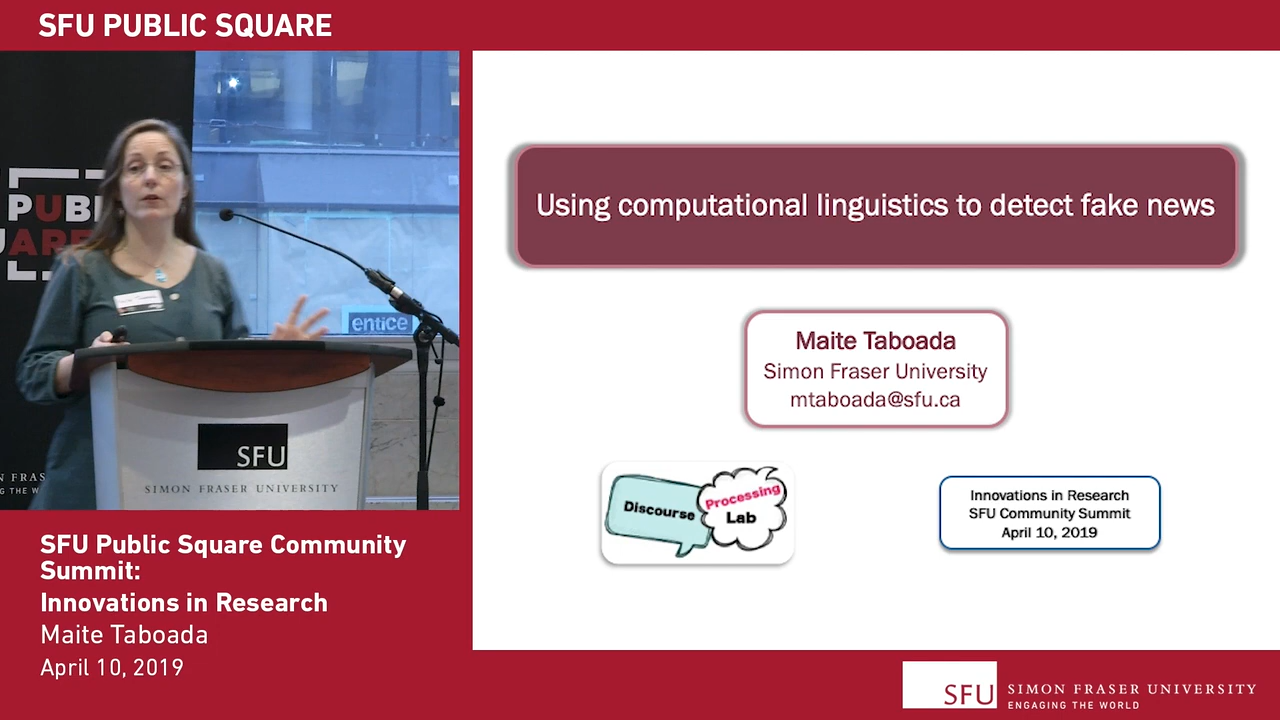 SFU PUBLIC SQUARE
PUB
UARE
entice
SFU
SIMON FRASER UNIVERSITY
SFU Public Square Community
Summit:
Innovations in Research
Maite Taboada
April 10, 2019
Using computational linguistics to detect fake news
Maite Taboada
Simon Fraser University
mtaboada@sfu.ca
Discourse
Processing
Lab
Innovations in Research
SFU Community Summit
April 10, 2019
SFU
SIMON FRASER UNIVERSITY
ENGAGING THE WORLD